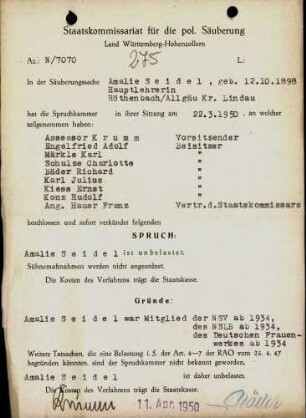 Staatskommissariat für die pol. Säuberung
Land Württemberg-Hohenzollern
Az.: N/7070 275 L:
In der Säuberungssache Amalie Seidel, geb. 12.10.1898
Hauptlehrerin
Röthenbach/Allgäu Kr. Lindau
hat die Spruchkammer in ihrer Sitzung am 22.3.1950, an welcher
teilgenommen haben:
Assessor Krumm Vorsitzender
Engelfried Adolf Beisitzer
Märkle Karl "
Schulze Charlotte "
Bäder Richard "
Karl Julius "
Kiess Ernst "
Konz Rudolf "
Ang. Hauer Franz Vertr.d.Staatskommissars
beschlossen und sofort verkündet folgenden
SPRUCH:
Amalie Seidel ist unbelastet.
Sühnemaßnahmen werden nicht angeordnet.
Die Kosten des Verfahrens trägt die Staatskasse.
Gründe:
Amalie Seidel war Mitglied der NSV ab 1934,
des NSLB ab 1934,
des Deutschen Frauen-
werkes ab 1934
Weitere Tatsachen, die eine Belastung i. S. der Art. 4—7 der RAO vom 25. 4. 47
begründen könnten, sind der Spruchkammer nicht bekannt geworden.
Amalie Seidel ist daher unbelastet.
Die Kosten des Verfahrens trägt die Staatskasse.
Krumm 11. Apr. 1950 Bäder